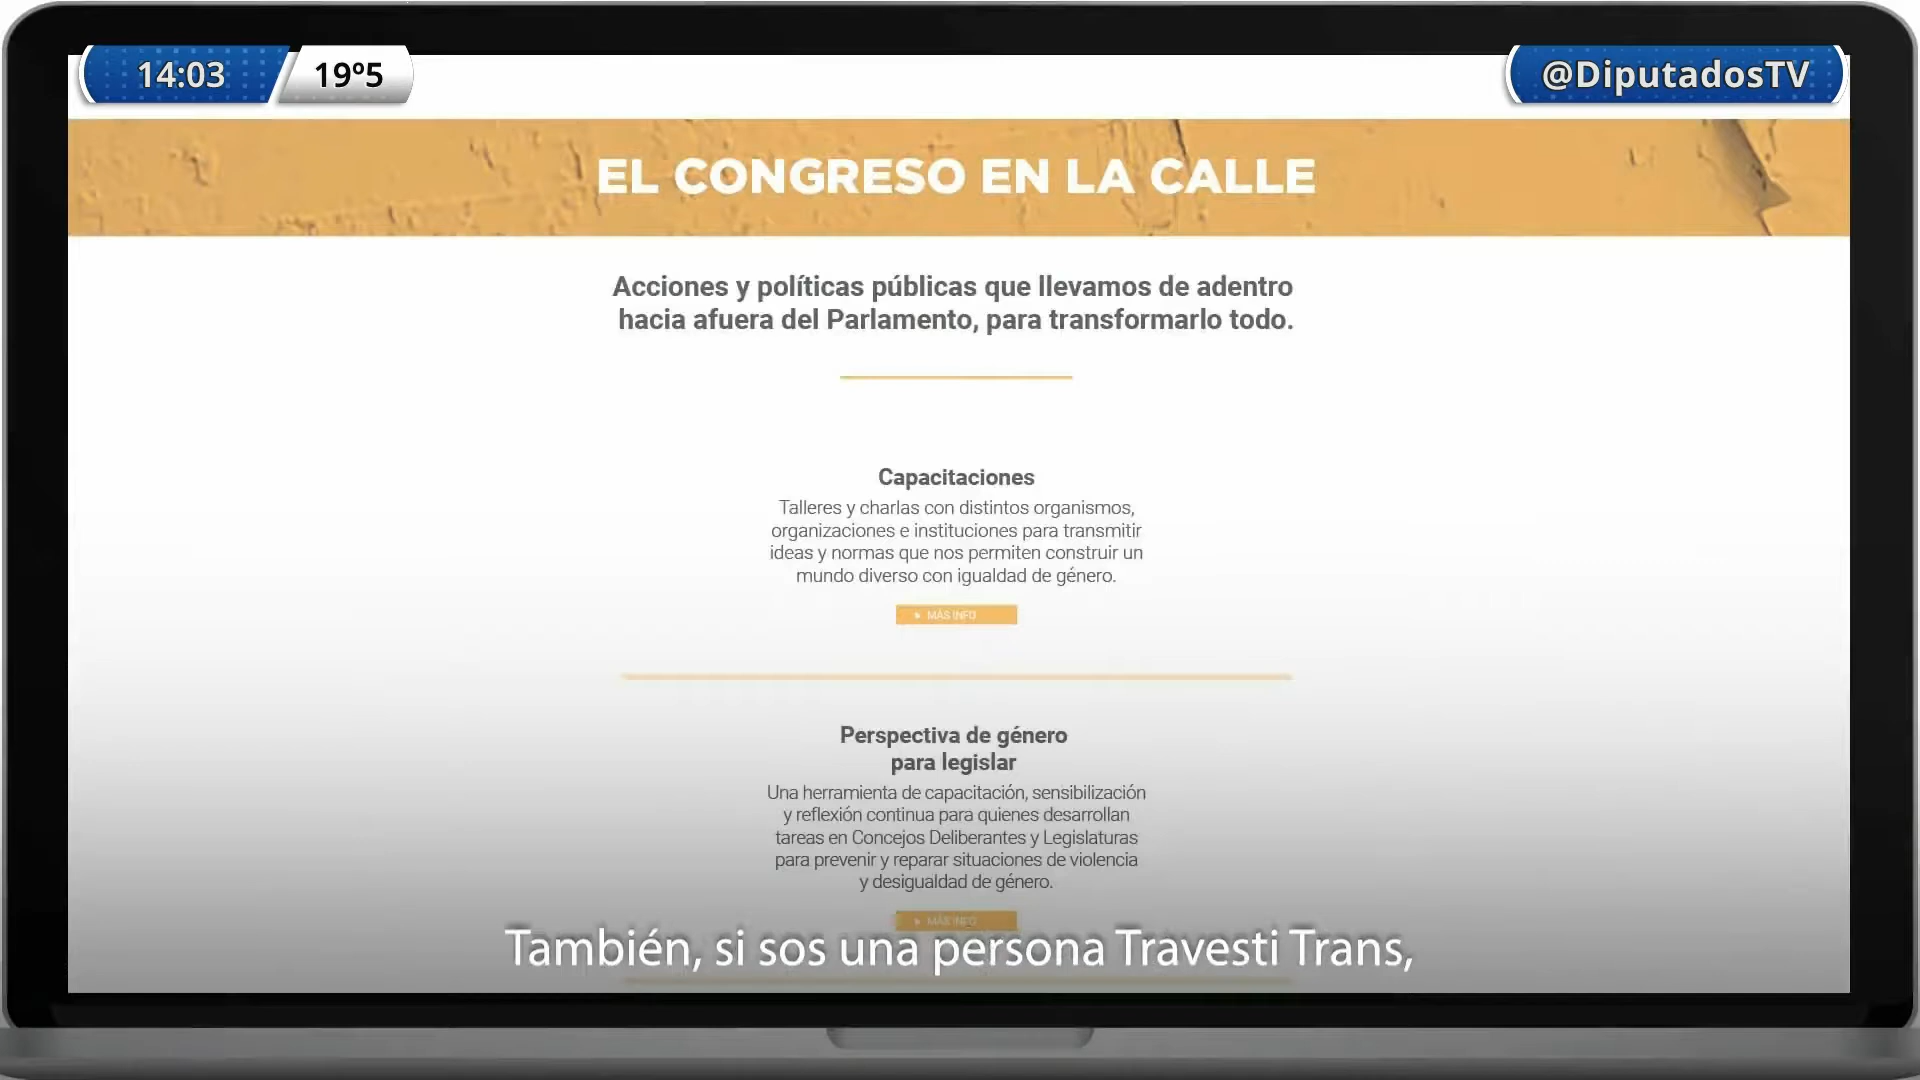 14:03
19º5
@DiputadosTV
EL CONGRESO EN LA CALLE
Acciones y políticas públicas que llevamos de adentro
hacia afuera del Parlamento, para transformarlo todo.
Capacitaciones
Talleres y charlas con distintos organismos,
organizaciones e instituciones para transmitir
ideas y normas que nos permiten construir un
mundo diverso con igualdad de género.
MÁS INFO
Perspectiva de género
para legislar
Una herramienta de capacitación, sensibilización
y reflexión continua para quienes desarrollan
tareas en Concejos Deliberantes y Legislaturas
para prevenir y reparar situaciones de violencia
y desigualdad de género.
MÁS INFO
También, si sos una persona Travesti Trans,